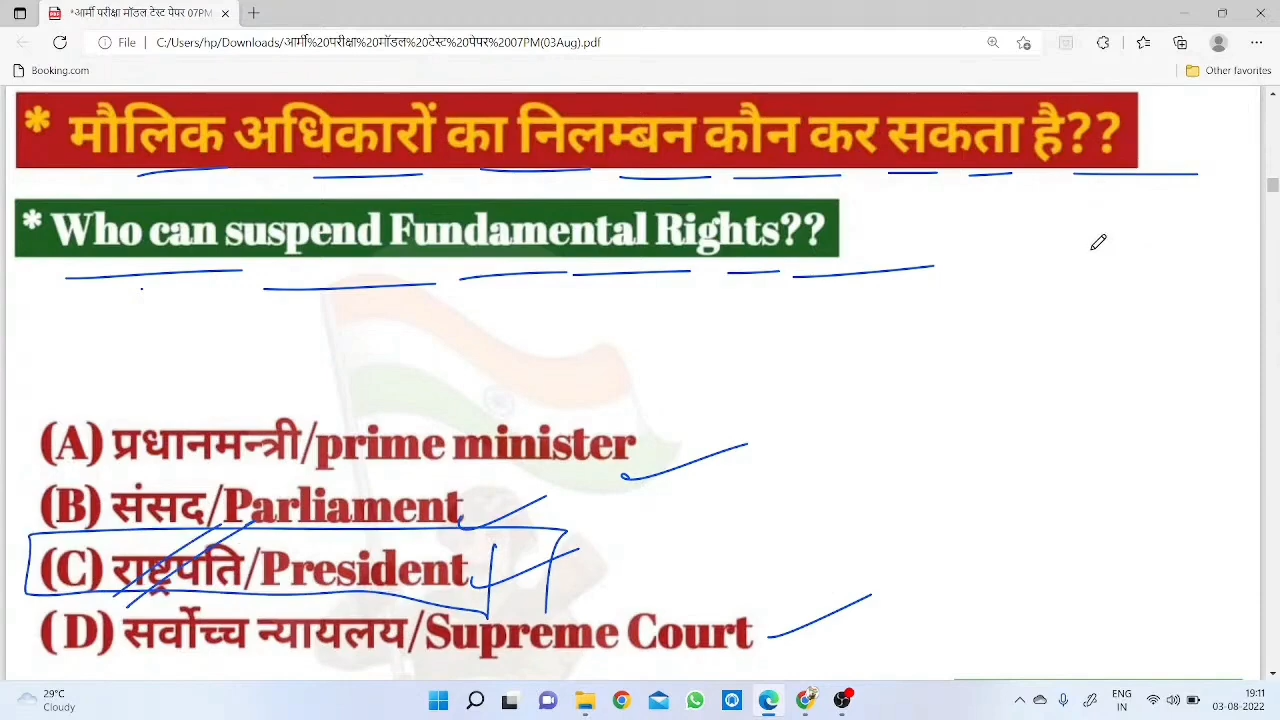 *आर्मी परीक्षा मॉडल टेस्ट पेपर 07PM
File C:/Users/hp/Downloads/आर्मी%20परीक्षा%20मॉडल%20टेस्ट%20पेपर%2007PM(03Aug).pdf
Booking.com
Other favorites
* मौलिक अधिकारों का निलम्बन कौन कर सकता है??
* Who can suspend Fundamental Rights??
(A) प्रधानमन्त्री/prime minister
(B) संसद/Parliament
(C) राष्ट्रपति/President
(D) सर्वोच्च न्यायलय/Supreme Court
29°C
Cloudy
ENG
IN
19:11
03-08-2022